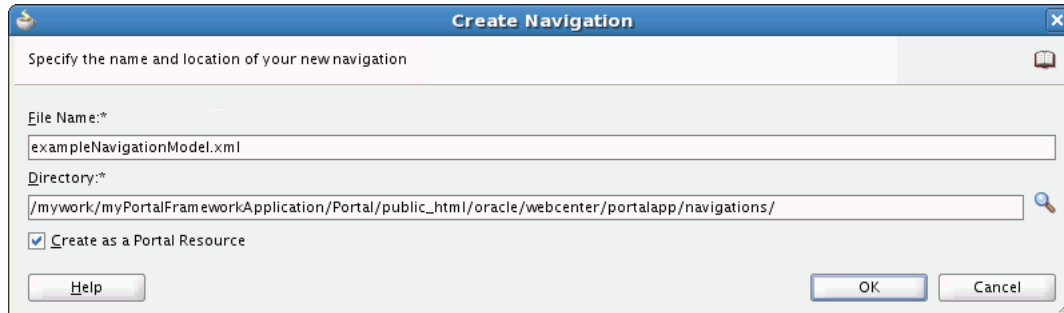 Create Navigation
Specify the name and location of your new navigation
File Name:*
exampleNavigationModel.xml
Directory:*
/mywork/myPortalFrameworkApplication/Portal/public_html/oracle/webcenter/portalapp/navigations/
Create as a Portal Resource
Help OK Cancel